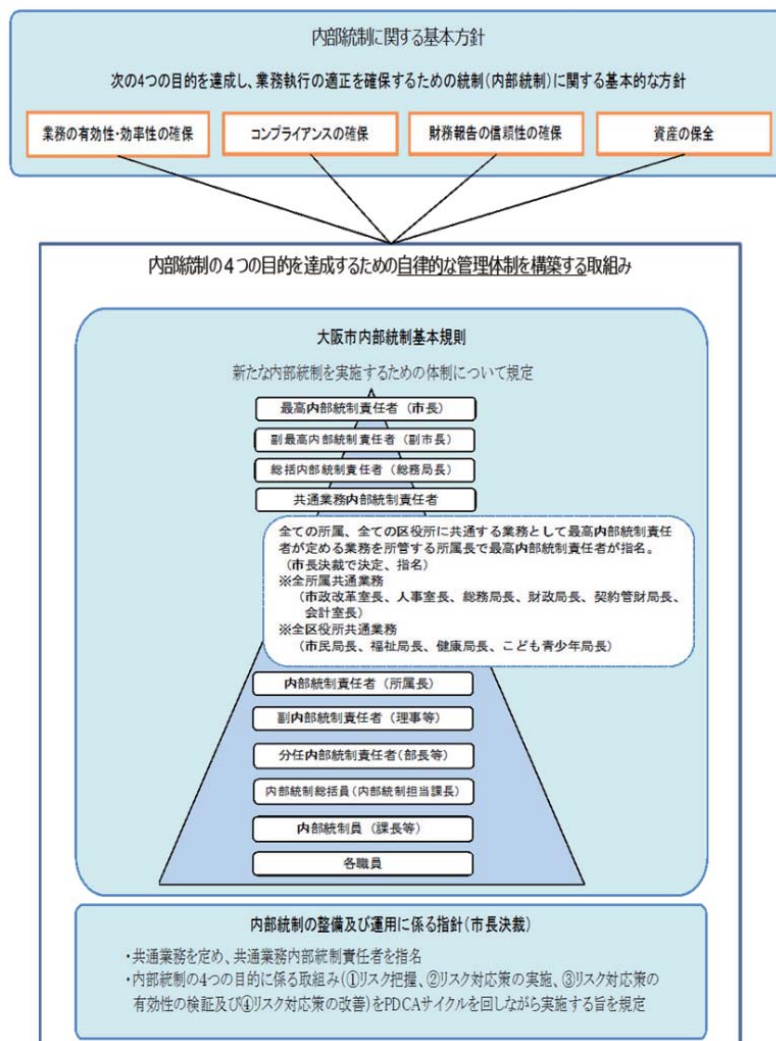 内部統制に関する基本方針
次の4つの目的を達成し、業務執行の適正を確保するための統制(内部統制)に関する基本的な方針
業務の有効性・効率性の確保
コンプライアンスの確保
財務報告の信頼性の確保
資産の保全
内部統制の4つの目的を達成するための自律的な管理体制を構築する取組み
大阪市内部統制基本規則
新たな内部統制を実施するための体制について規定
最高内部統制責任者（市長）
副最高内部統制責任者（副市長）
総括内部統制責任者（総務局長）
共通業務内部統制責任者
全ての所属、全ての区役所に共通する業務として最高内部統制責任
者が定める業務を所管する所属長で最高内部統制責任者が指名。
（市長決裁で決定、指名）
※全所属共通業務
（市政改革室長、人事室長、総務局長、財政局長、契約管財局長、
会計室長）
※全区役所共通業務
（市民局長、福祉局長、健康局長、こども青少年局長）
内部統制責任者（所属長）
副内部統制責任者（理事等）
分任内部統制責任者(部長等)
内部統制総括員(内部統制担当課長)
内部統制員（課長等）
各職員
内部統制の整備及び運用に係る指針(市長決裁)
・共通業務を定め、共通業務内部統制責任者を指名
・内部統制の4つの目的に係る取組み(①リスク把握、②リスク対応策の実施、③リスク対応策の
有効性の検証及び④リスク対応策の改善)をPDCAサイクルを回しながら実施する旨を規定